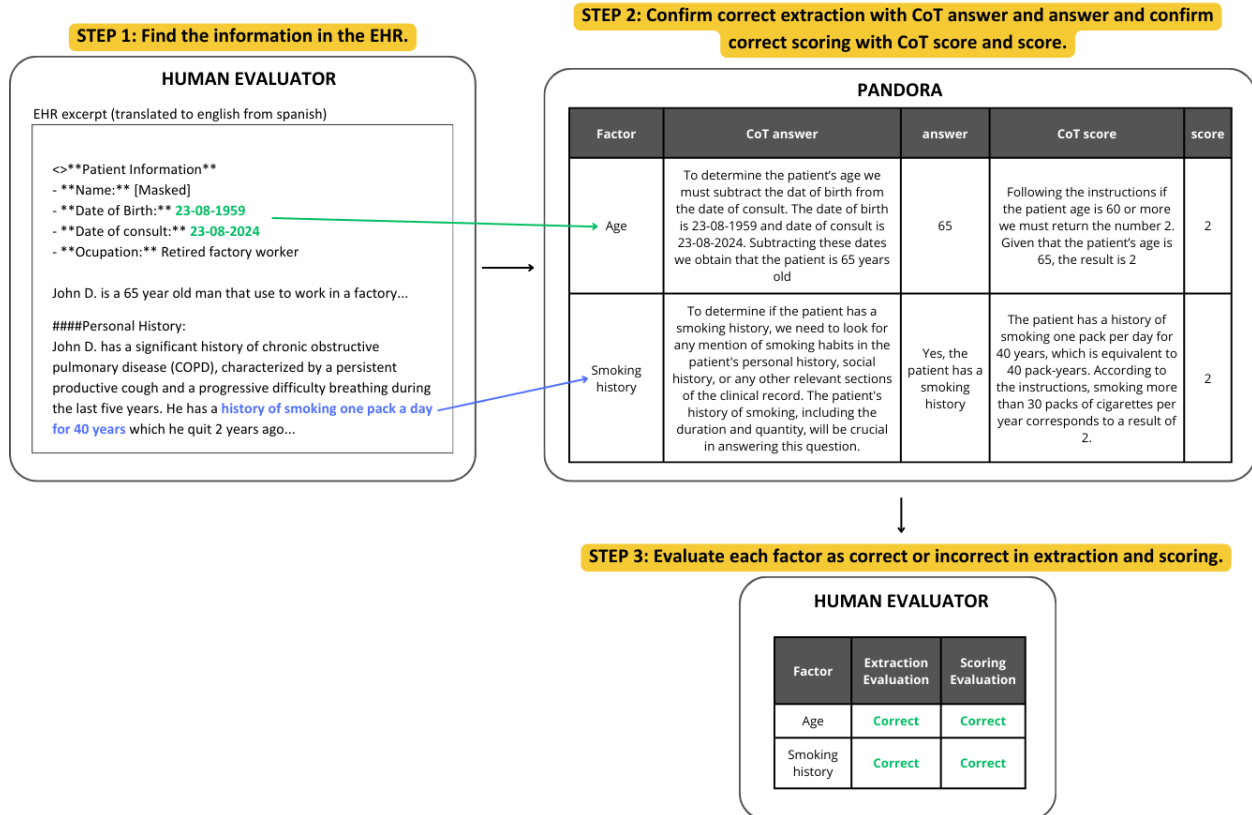 STEP 1: Find the information in the EHR.
HUMAN EVALUATOR
EHR excerpt (translated to english from spanish)
<>**Patient Information**
- **Name:** [Masked]
- **Date of Birth:** 23-08-1959
- **Date of consult:** 23-08-2024
- **Ocupation:** Retired factory worker
John D. is a 65 year old man that use to work in a factory...
####Personal History:
John D. has a significant history of chronic obstructive
pulmonary disease (COPD), characterized by a persistent
productive cough and a progressive difficulty breathing during
the last five years. He has a history of smoking one pack a day
for 40 years which he quit 2 years ago...
STEP 2: Confirm correct extraction with CoT answer and answer and confirm
correct scoring with CoT score and score.
PANDORA
Factor
CoT answer
answer
CoT score
score
Age
To determine the patient's age we
must subtract the dat of birth from
the date of consult. The date of birth
is 23-08-1959 and date of consult is
23-08-2024. Subtracting these dates
we obtain that the patient is 65 years
old
65
Following the instructions if
the patient age is 60 or more
we must return the number 2.
Given that the patient's age is
65, the result is 2
2
Smoking
history
To determine if the patient has a
smoking history, we need to look for
any mention of smoking habits in
the patient's personal history, social
history, or any other relevant sections
of the clinical record. The patient's
history of smoking, including the
duration and quantity, will be crucial
in answering this question.
Yes, the
patient has a
smoking
history
The patient has a history of
smoking one pack per day for
40 years, which is equivalent to
40 pack-years. According to
the instructions, smoking more
than 30 packs of cigarettes per
year corresponds to a result of
2.
2
STEP 3: Evaluate each factor as correct or incorrect in extraction and scoring.
HUMAN EVALUATOR
Factor
Extraction
Evaluation
Scoring
Evaluation
Age
Correct
Correct
Smoking
history
Correct
Correct